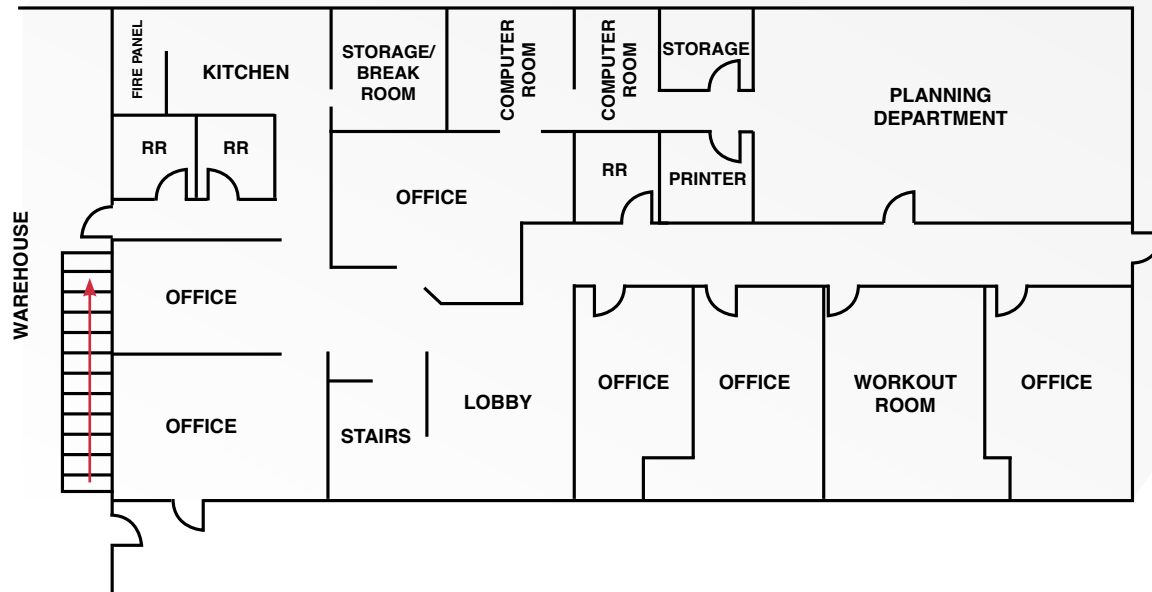 FIRE PANEL
KITCHEN
STORAGE/
BREAK
ROOM
COMPUTER
ROOM
COMPUTER
ROOM
STORAGE
PLANNING
DEPARTMENT
RR
RR
OFFICE
RR
PRINTER
WAREHOUSE
OFFICE
OFFICE
STAIRS
LOBBY
OFFICE
OFFICE
WORKOUT
ROOM
OFFICE